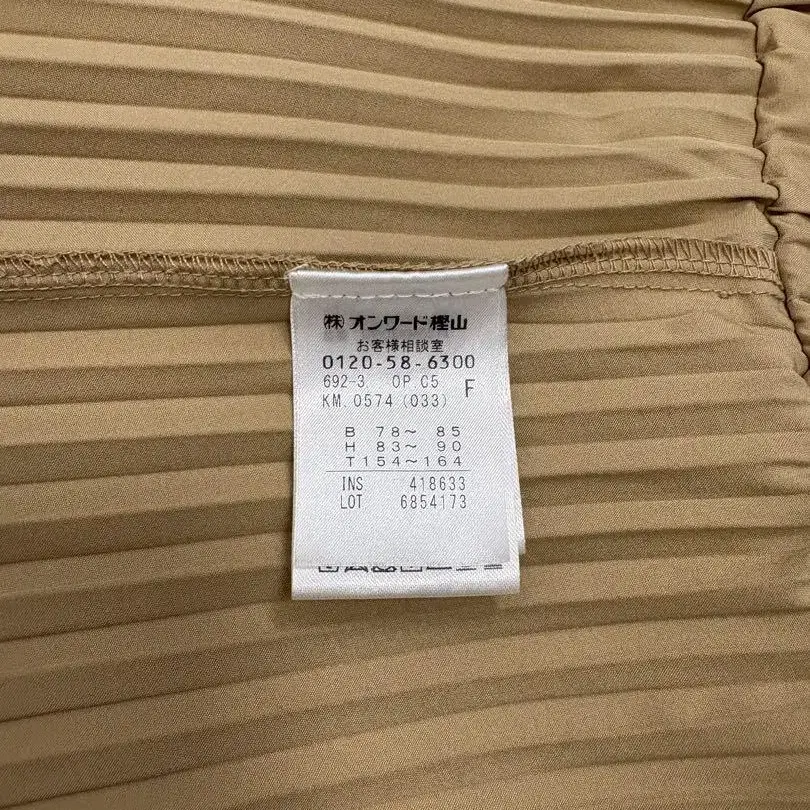 ㈱オンワード樫山
お客様相談室
0120-58-6300
692-3 OP C5 F
KM. 0574 (033)
B 78～ 85
H 83～ 90
T154～164
INS 418633
LOT 6854173